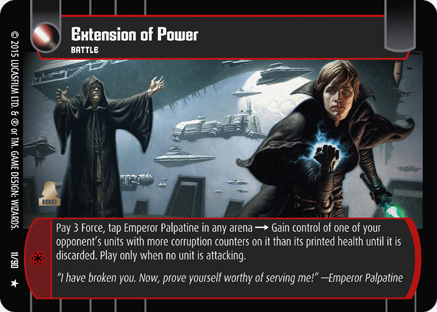 Extension of Power
BATTLE
© 2015 LUCASFILM LTD. & ® or TM. GAME DESIGN: WIZARDS.
IDC
Pay 3 Force, tap Emperor Palpatine in any arena → Gain control of one of your
opponent's units with more corruption counters on it than its printed health until it is
discarded. Play only when no unit is attacking.
"I have broken you. Now, prove yourself worthy of serving me!" —Emperor Palpatine
11/90